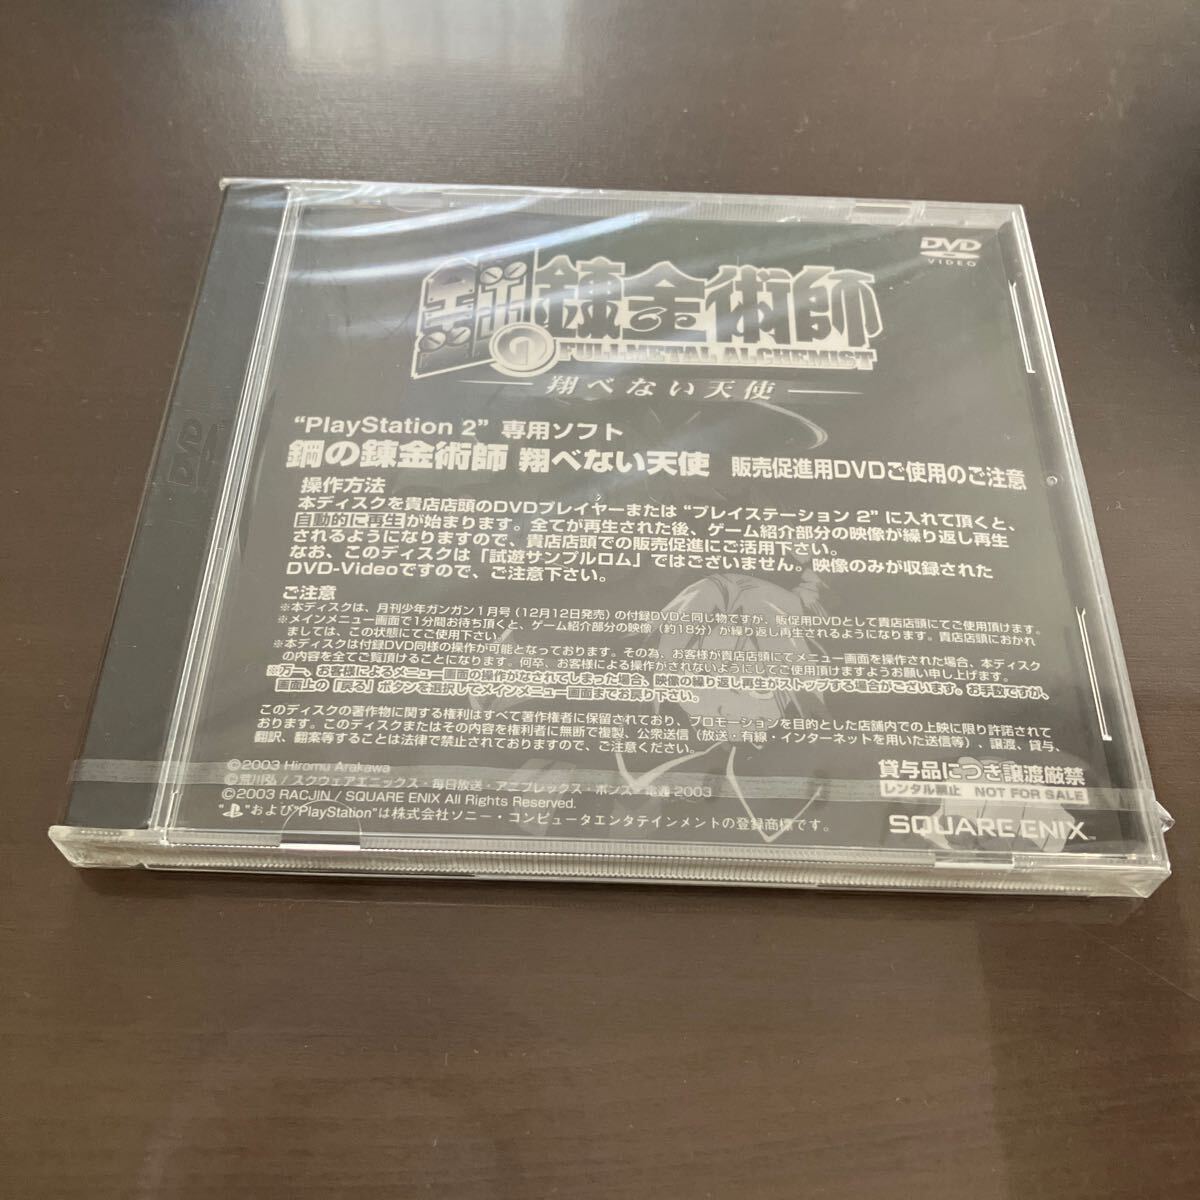 DVD
VIDEO
鋼の錬金術師
FULLMETAL ALCHEMIST
翔べない天使
"PlayStation 2" 専用ソフト
鋼の錬金術師 翔べない天使 販売促進用DVDご使用のご注意
操作方法
本ディスクを貴店店頭のDVDプレイヤーまたは "プレイステーション 2" に入れて頂くと、
自動的に再生が始まります。全てが再生された後、ゲーム紹介部分の映像が繰り返し再生
されるようになりますので、貴店店頭での販売促進にご活用下さい。
なお、このディスクは「試遊サンプルロム」ではございません。映像のみが収録された
DVD-Videoですので、ご注意下さい。
ご注意
※本ディスクは、月刊少年ガンガン1月号(12月12日発売)の付録DVDと同じ物ですが、販促用DVDとして貴店店頭にてご使用頂けます。
※メインメニュー画面で1分間お待ち頂くと、ゲーム紹介部分の映像(約18分)が繰り返し再生されるようになります。貴店店頭におかれ
ましては、この状態にてご使用下さい。
※本ディスクは付録DVD同様の操作が可能となっております。その為、お客様が貴店店頭にてメニュー画面を操作された場合、本ディスク
の内容を全てご覧頂けることになります。何卒、お客様による操作がされないようにしてご使用頂けますようお願い申し上げます。
※万一、お客様によるメニュー画面の操作がなされてしまった場合、映像の繰り返し再生がストップする場合がございます。お手数ですが、
画面上の「戻る」ボタンを選択してメインメニュー画面までお戻り下さい。
このディスクの著作物に関する権利はすべて著作権者に保留されており、プロモーションを目的とした店舗内での上映に限り許諾されて
おります。このディスクまたはその内容を権利者に無断で複製、公衆送信(放送・有線・インターネットを用いた送信等)、譲渡、貸与、
翻訳、翻案等することは法律で禁止されておりますので、ご注意ください。
©2003 Hiromu Arakawa
©荒川弘/スクウェアエニックス・毎日放送・アニプレックス・ボンズ・電通 2003
©2003 RACJIN / SQUARE ENIX All Rights Reserved.
"および"PlayStation"は株式会社ソニー・コンピュータエンタテインメントの登録商標です。
貸与品につき譲渡厳禁
レンタル禁止 NOT FOR SALE
SQUARE ENIX™
DVD